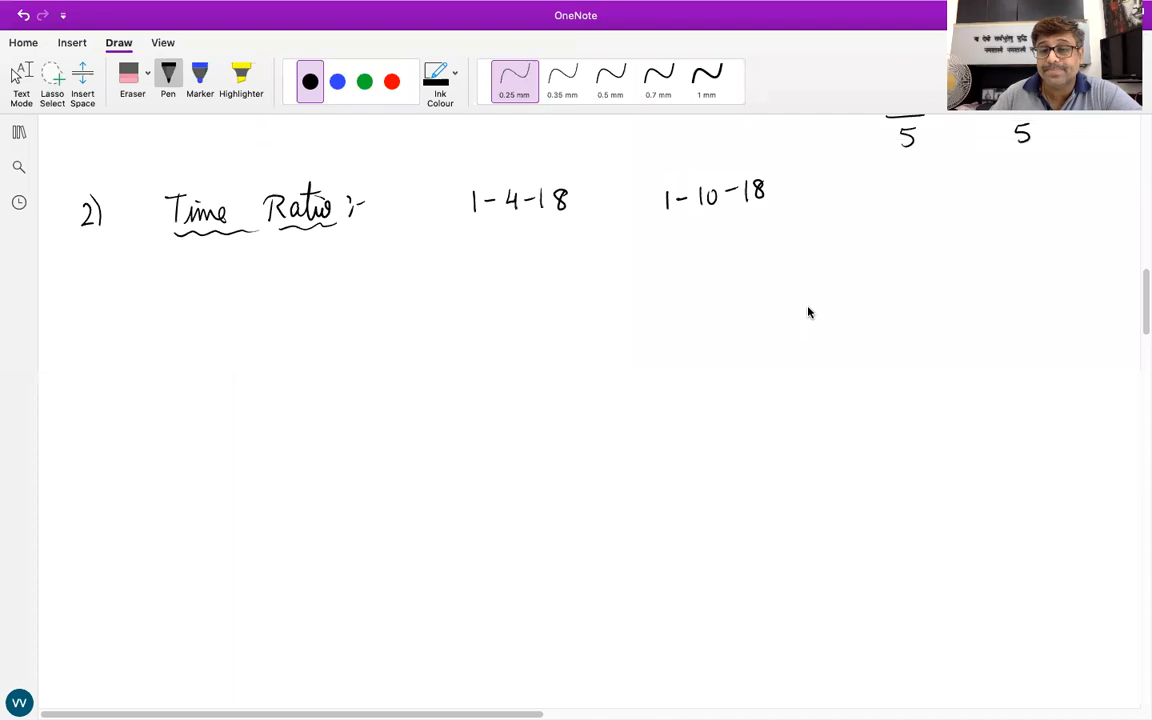 OneNote
Home Insert Draw View
Text Mode
Lasso Select
Insert Space
Eraser
Pen
Marker
Highlighter
Ink Colour
0.25 mm
0.35 mm
0.5 mm
0.7 mm
1 mm
5 5
2) Time Ratio :- 1-4-18 1-10-18
VV